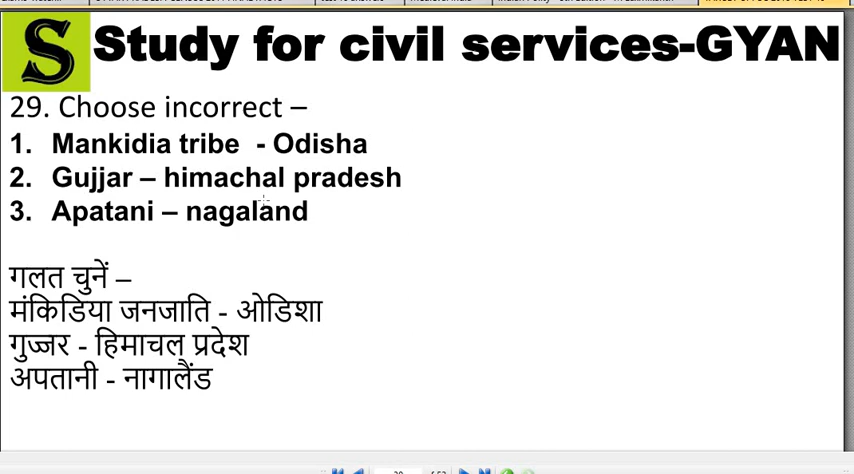 S Study for civil services-GYAN
29. Choose incorrect –
1. Mankidia tribe - Odisha
2. Gujjar – himachal pradesh
3. Apatani – nagaland
गलत चुनें –
मंकिडिया जनजाति - ओडिशा
गुज्जर - हिमाचल प्रदेश
अपतानी - नागालैंड